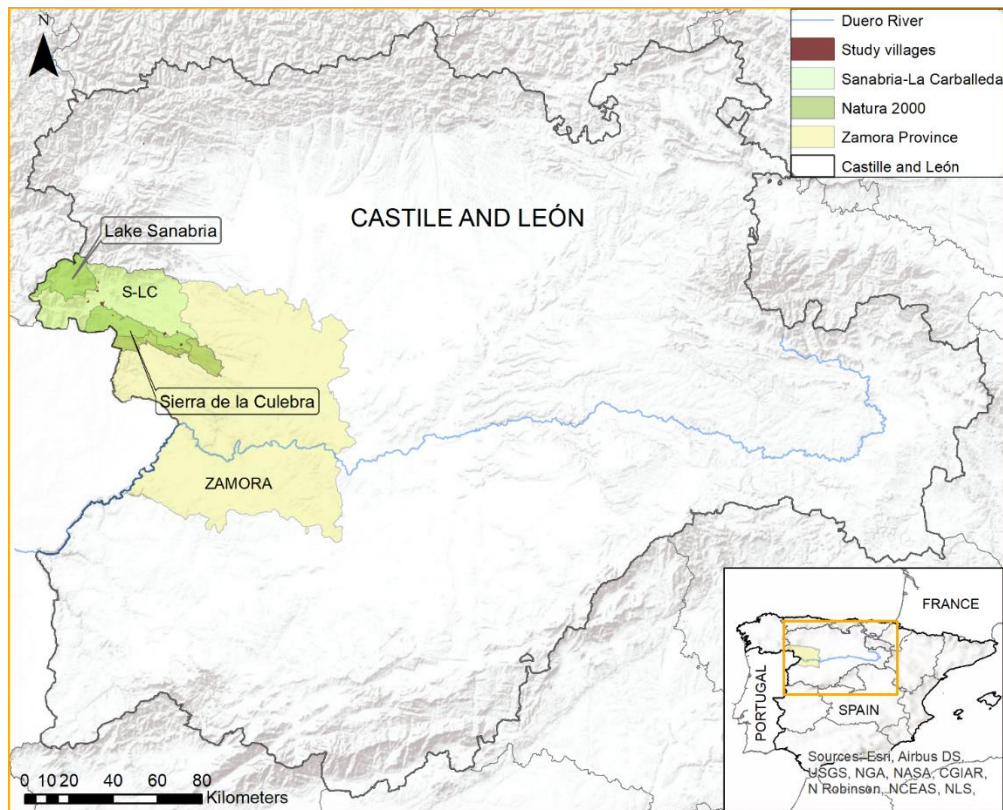 N
Duero River
Study villages
Sanabria-La Carballeda
Natura 2000
Zamora Province
Castille and León
CASTILE AND LEÓN
Lake Sanabria
S-LC
Sierra de la Culebra
ZAMORA
FRANCE
PORTUGAL
SPAIN
Sources: Esri, Airbus DS,
USGS, NGA, NASA, CGIAR,
N Robinson, NCEAS, NLS,
0 10 20 40 60 80
Kilometers